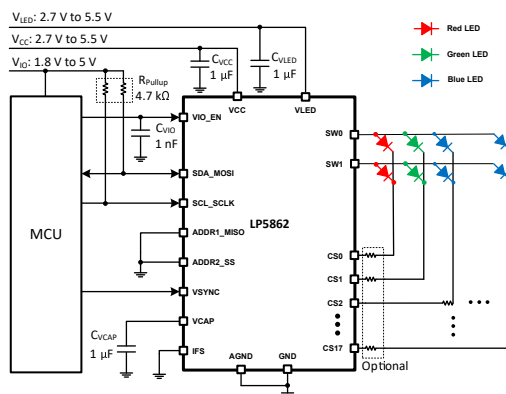 VLED: 2.7 V to 5.5 V
VCC: 2.7 V to 5.5 V
VIO: 1.8 V to 5 V
RPullup
4.7 kΩ
CVCC
1 µF
CVLED
1 µF
Red LED
Green LED
Blue LED
VCC
VLED
CVIO
1 nF
MCU
LP5862
VIO_EN
SDA_MOSI
SCL_SCLK
ADDR1_MISO
ADDR2_SS
VSYNC
VCAP
IFS
CVCAP
1 µF
AGND
GND
SW0
SW1
CS0
CS1
CS2
CS17
Optional